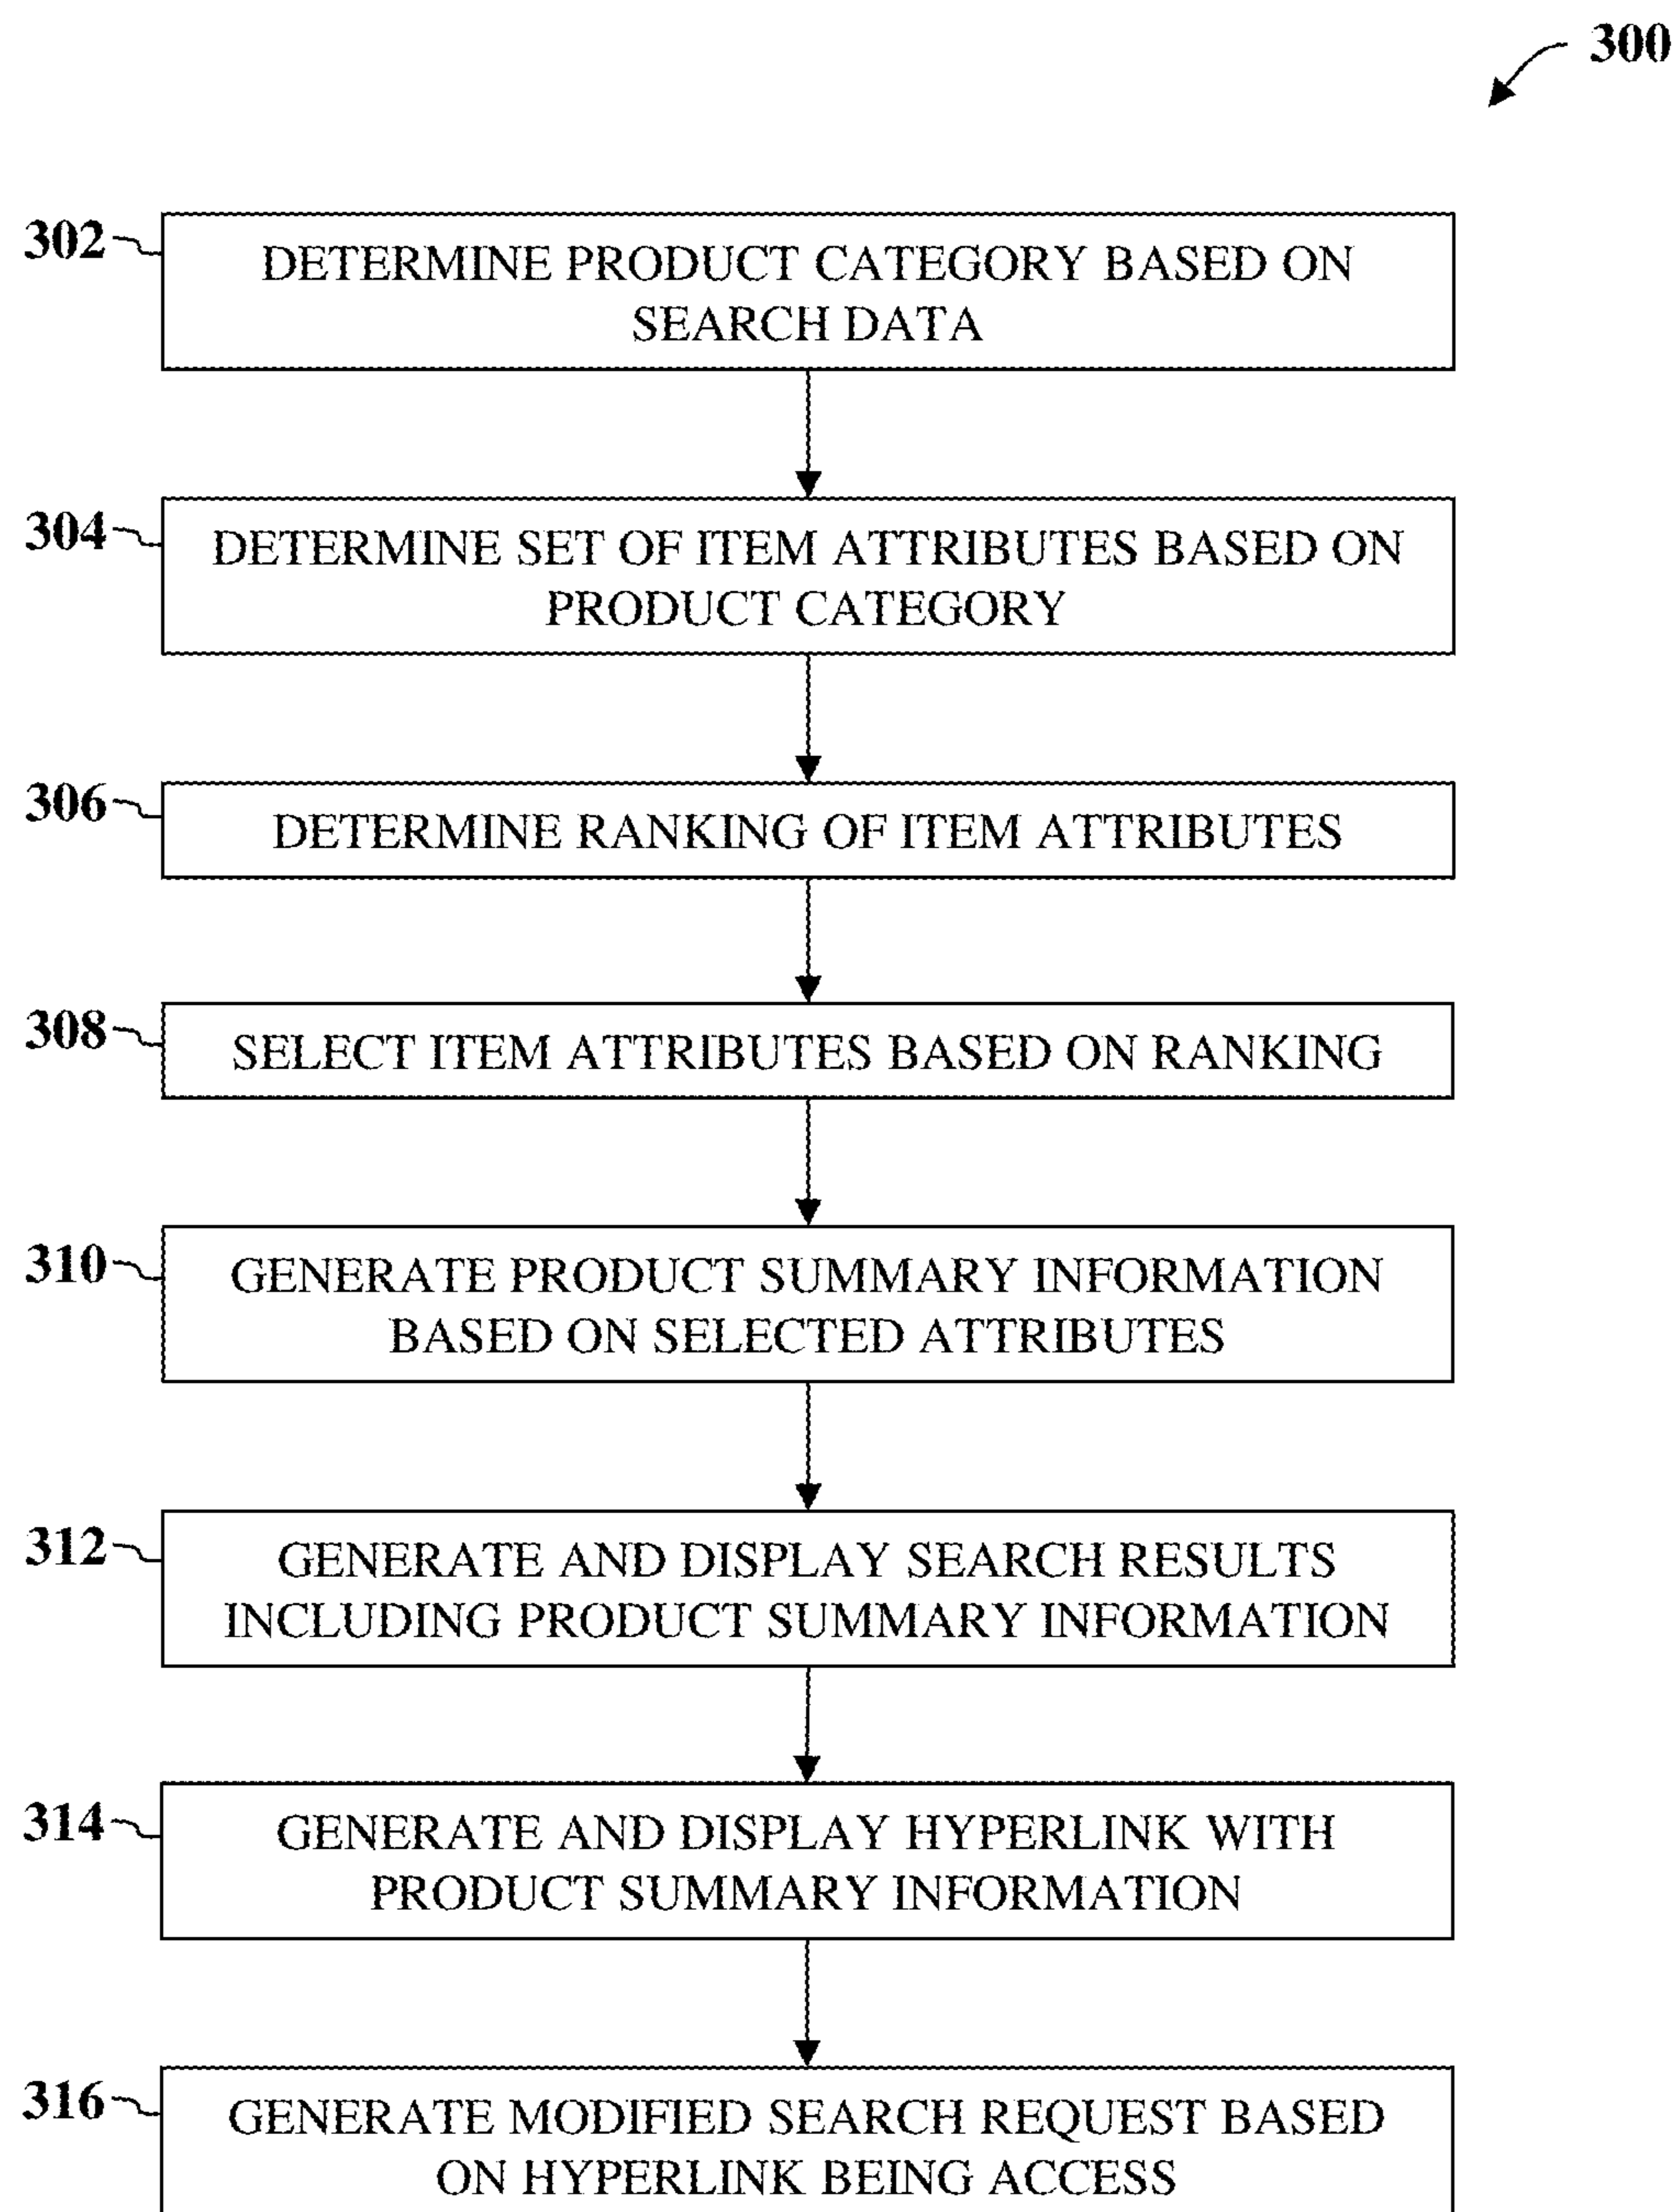 300
302
DETERMINE PRODUCT CATEGORY BASED ON
SEARCH DATA
304
DETERMINE SET OF ITEM ATTRIBUTES BASED ON
PRODUCT CATEGORY
306
DETERMINE RANKING OF ITEM ATTRIBUTES
308
SELECT ITEM ATTRIBUTES BASED ON RANKING
310
GENERATE PRODUCT SUMMARY INFORMATION
BASED ON SELECTED ATTRIBUTES
312
GENERATE AND DISPLAY SEARCH RESULTS
INCLUDING PRODUCT SUMMARY INFORMATION
314
GENERATE AND DISPLAY HYPERLINK WITH
PRODUCT SUMMARY INFORMATION
316
GENERATE MODIFIED SEARCH REQUEST BASED
ON HYPERLINK BEING ACCESS